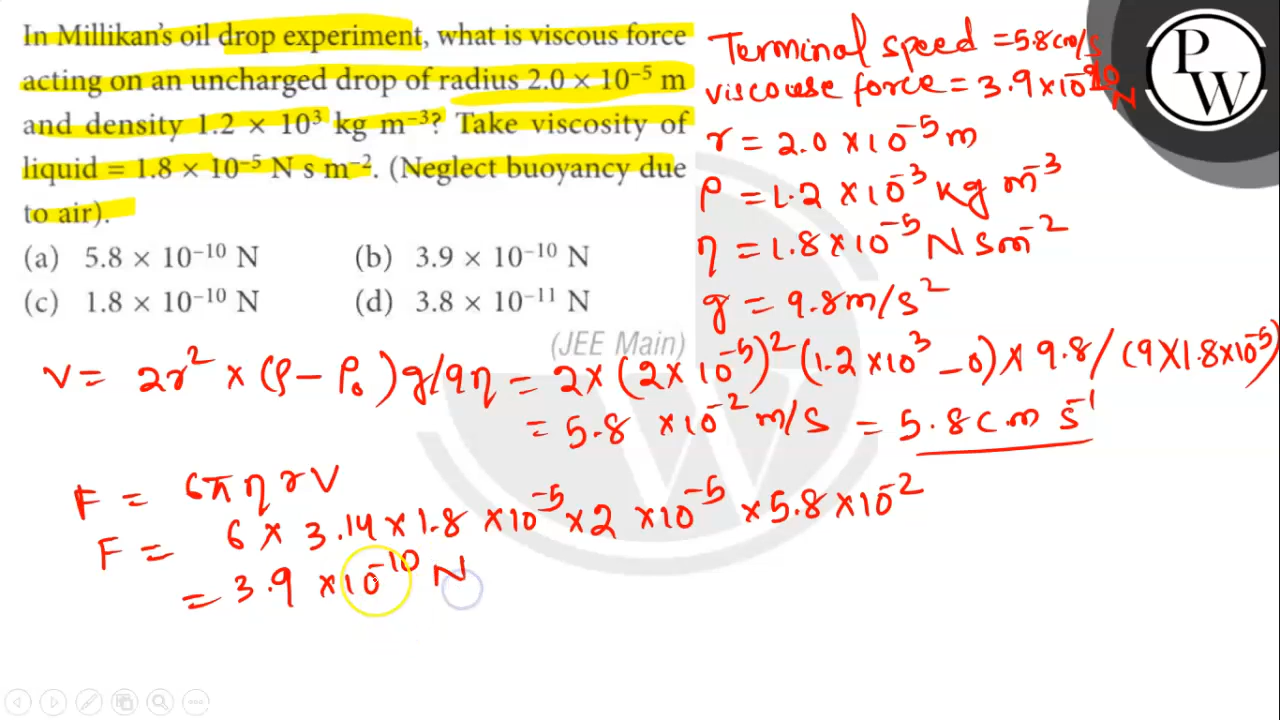 In Millikan's oil drop experiment, what is viscous force
acting on an uncharged drop of radius 2.0 × 10⁻⁵ m
and density 1.2 × 10³ kg m⁻³? Take viscosity of
liquid = 1.8 × 10⁻⁵ N s m⁻². (Neglect buoyancy due
to air).
(a) 5.8 × 10⁻¹⁰ N (b) 3.9 × 10⁻¹⁰ N
(c) 1.8 × 10⁻¹⁰ N (d) 3.8 × 10⁻¹¹ N
(JEE Main)
Terminal speed = 5.8 cm/s
viscouse force = 3.9 × 10⁻¹⁰ N
r = 2.0 × 10⁻⁵ m
ρ = 1.2 × 10⁻³ kg m⁻³
η = 1.8 × 10⁻⁵ N sm⁻²
g = 9.8 m/s²
V = 2r² × (ρ - ρ₀) g/9η = 2 × (2 × 10⁻⁵)² (1.2 × 10³ - 0) × 9.8 / (9 × 1.8 × 10⁻⁵)
= 5.8 × 10⁻² m/s = 5.8 cm s⁻¹
F = 6πηrV
F = 6 × 3.14 × 1.8 × 10⁻⁵ × 2 × 10⁻⁵ × 5.8 × 10⁻²
= 3.9 × 10⁻¹⁰ N
P
W